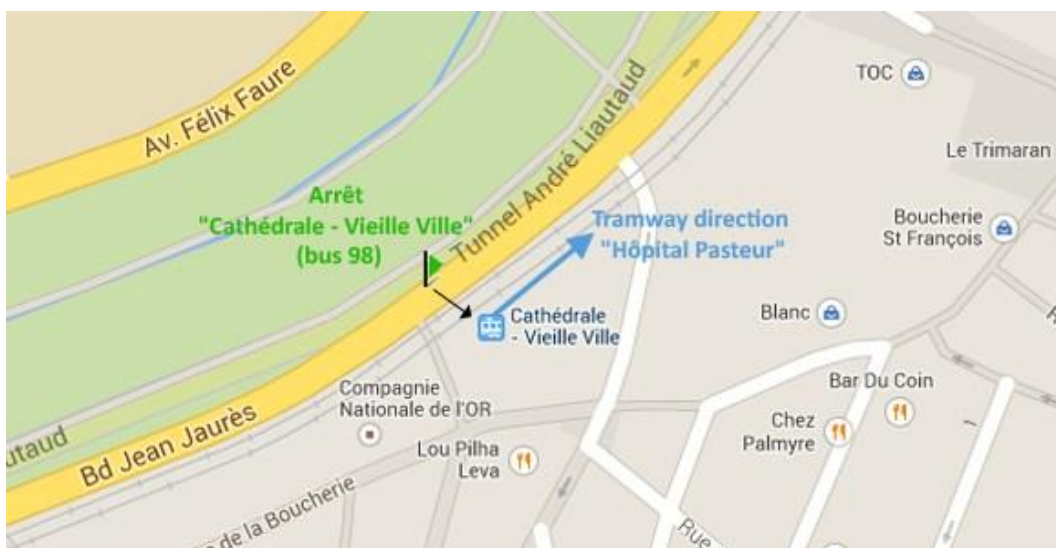 Av. Félix Faure
TOC
Le Trimaran
Tunnel André Liautaud
Arrêt
"Cathédrale - Vieille Ville"
(bus 98)
Tramway direction
"Hôpital Pasteur"
Boucherie
St François
Cathédrale
- Vieille Ville
Blanc
Compagnie
Nationale de l'OR
Bar Du Coin
Chez
Palmyre
utaud
Bd Jean Jaurès
Lou Pilha
Leva
de la Boucherie
Rue